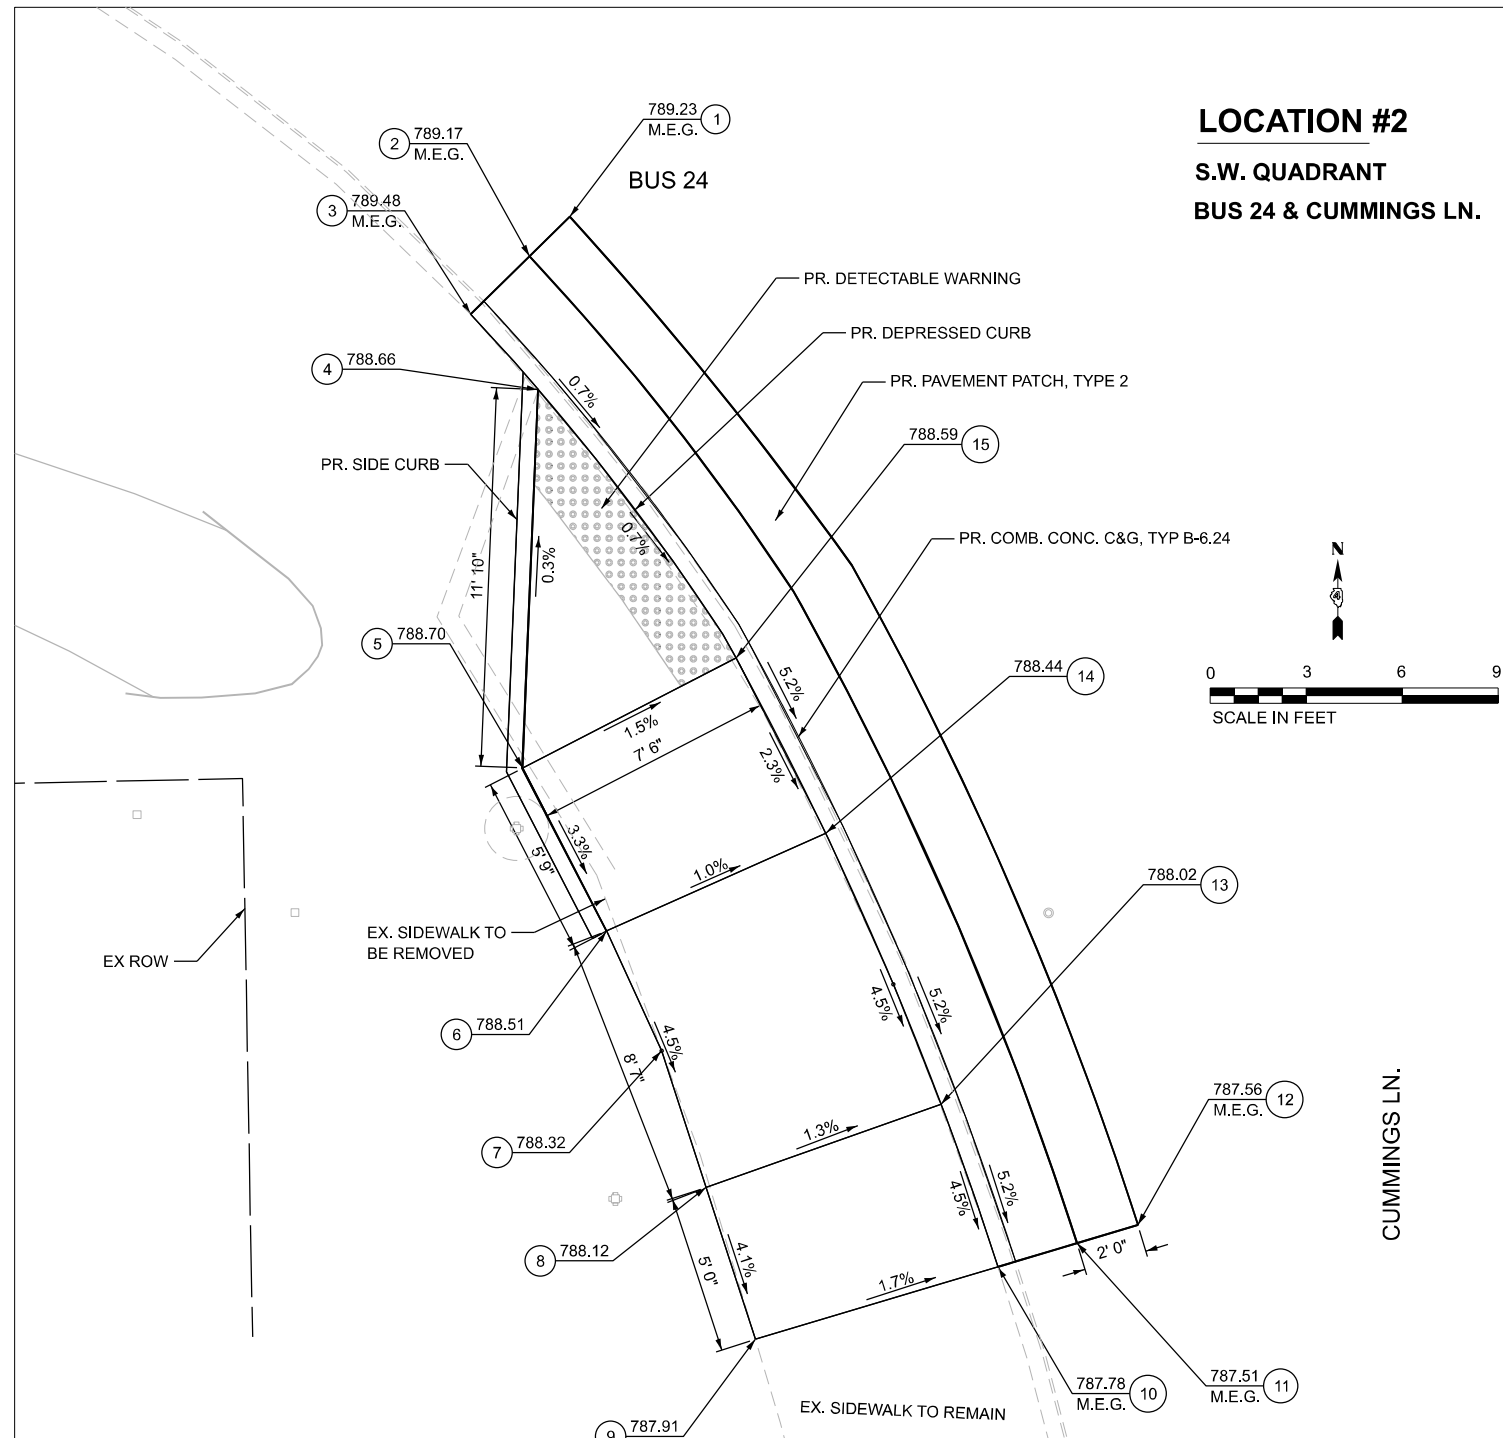 LOCATION #2
S.W. QUADRANT
BUS 24 & CUMMINGS LN.
789.23
M.E.G.
1
789.17
M.E.G.
2
BUS 24
789.48
M.E.G.
3
PR. DETECTABLE WARNING
PR. DEPRESSED CURB
788.66
4
PR. PAVEMENT PATCH, TYPE 2
0.7%
788.59
15
PR. SIDE CURB
0.7%
PR. COMB. CONC. C&G, TYP B-6.24
N
4
11' 10"
0.3%
788.70
5
788.44
14
0
3
6
9
SCALE IN FEET
5.2%
1.5%
7' 6"
2.3%
3.3%
5' 9"
1.0%
788.02
13
EX. SIDEWALK TO
BE REMOVED
EX ROW
4.5%
5.2%
788.51
6
4.5%
8' 7"
788.32
7
787.56
M.E.G.
12
CUMMINGS LN.
1.3%
4.5%
5.2%
788.12
8
4.1%
5' 0"
1.7%
2' 0"
787.78
M.E.G.
10
787.51
M.E.G.
11
EX. SIDEWALK TO REMAIN
787.91
9